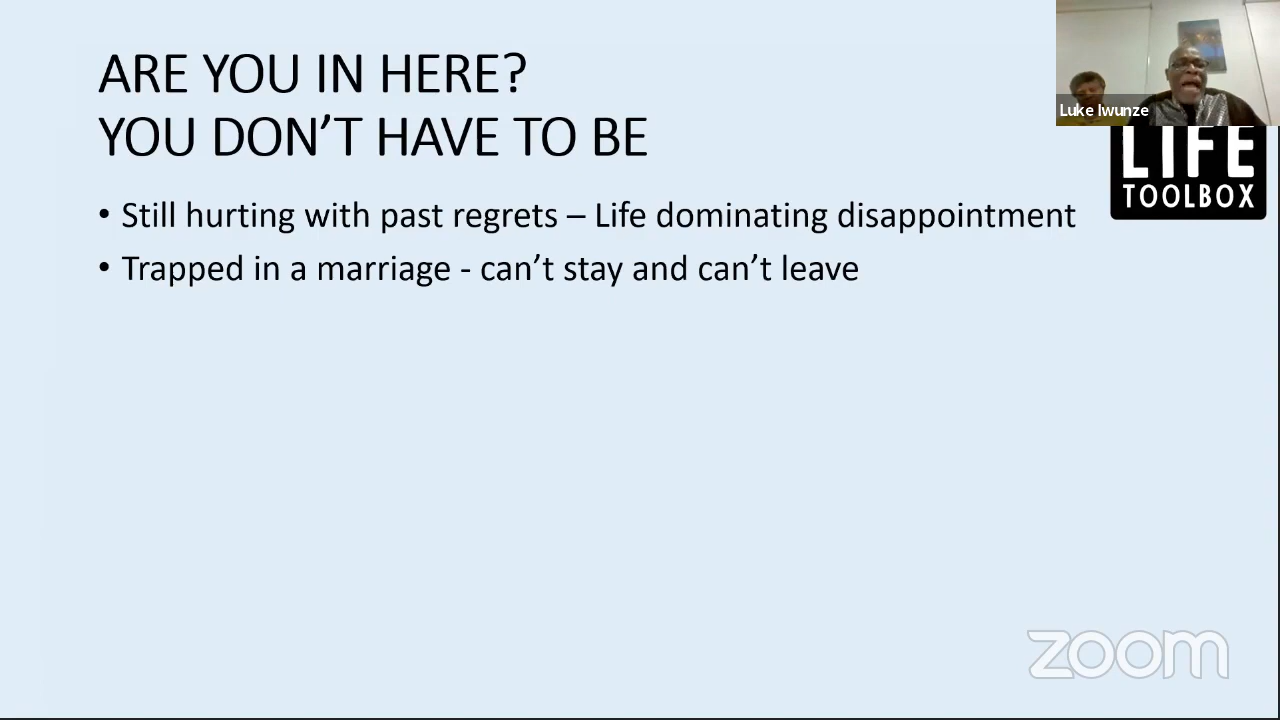 ARE YOU IN HERE?
YOU DON’T HAVE TO BE
• Still hurting with past regrets – Life dominating disappointment
• Trapped in a marriage - can’t stay and can’t leave
Luke Iwunze
LIFE
TOOLBOX
zoom